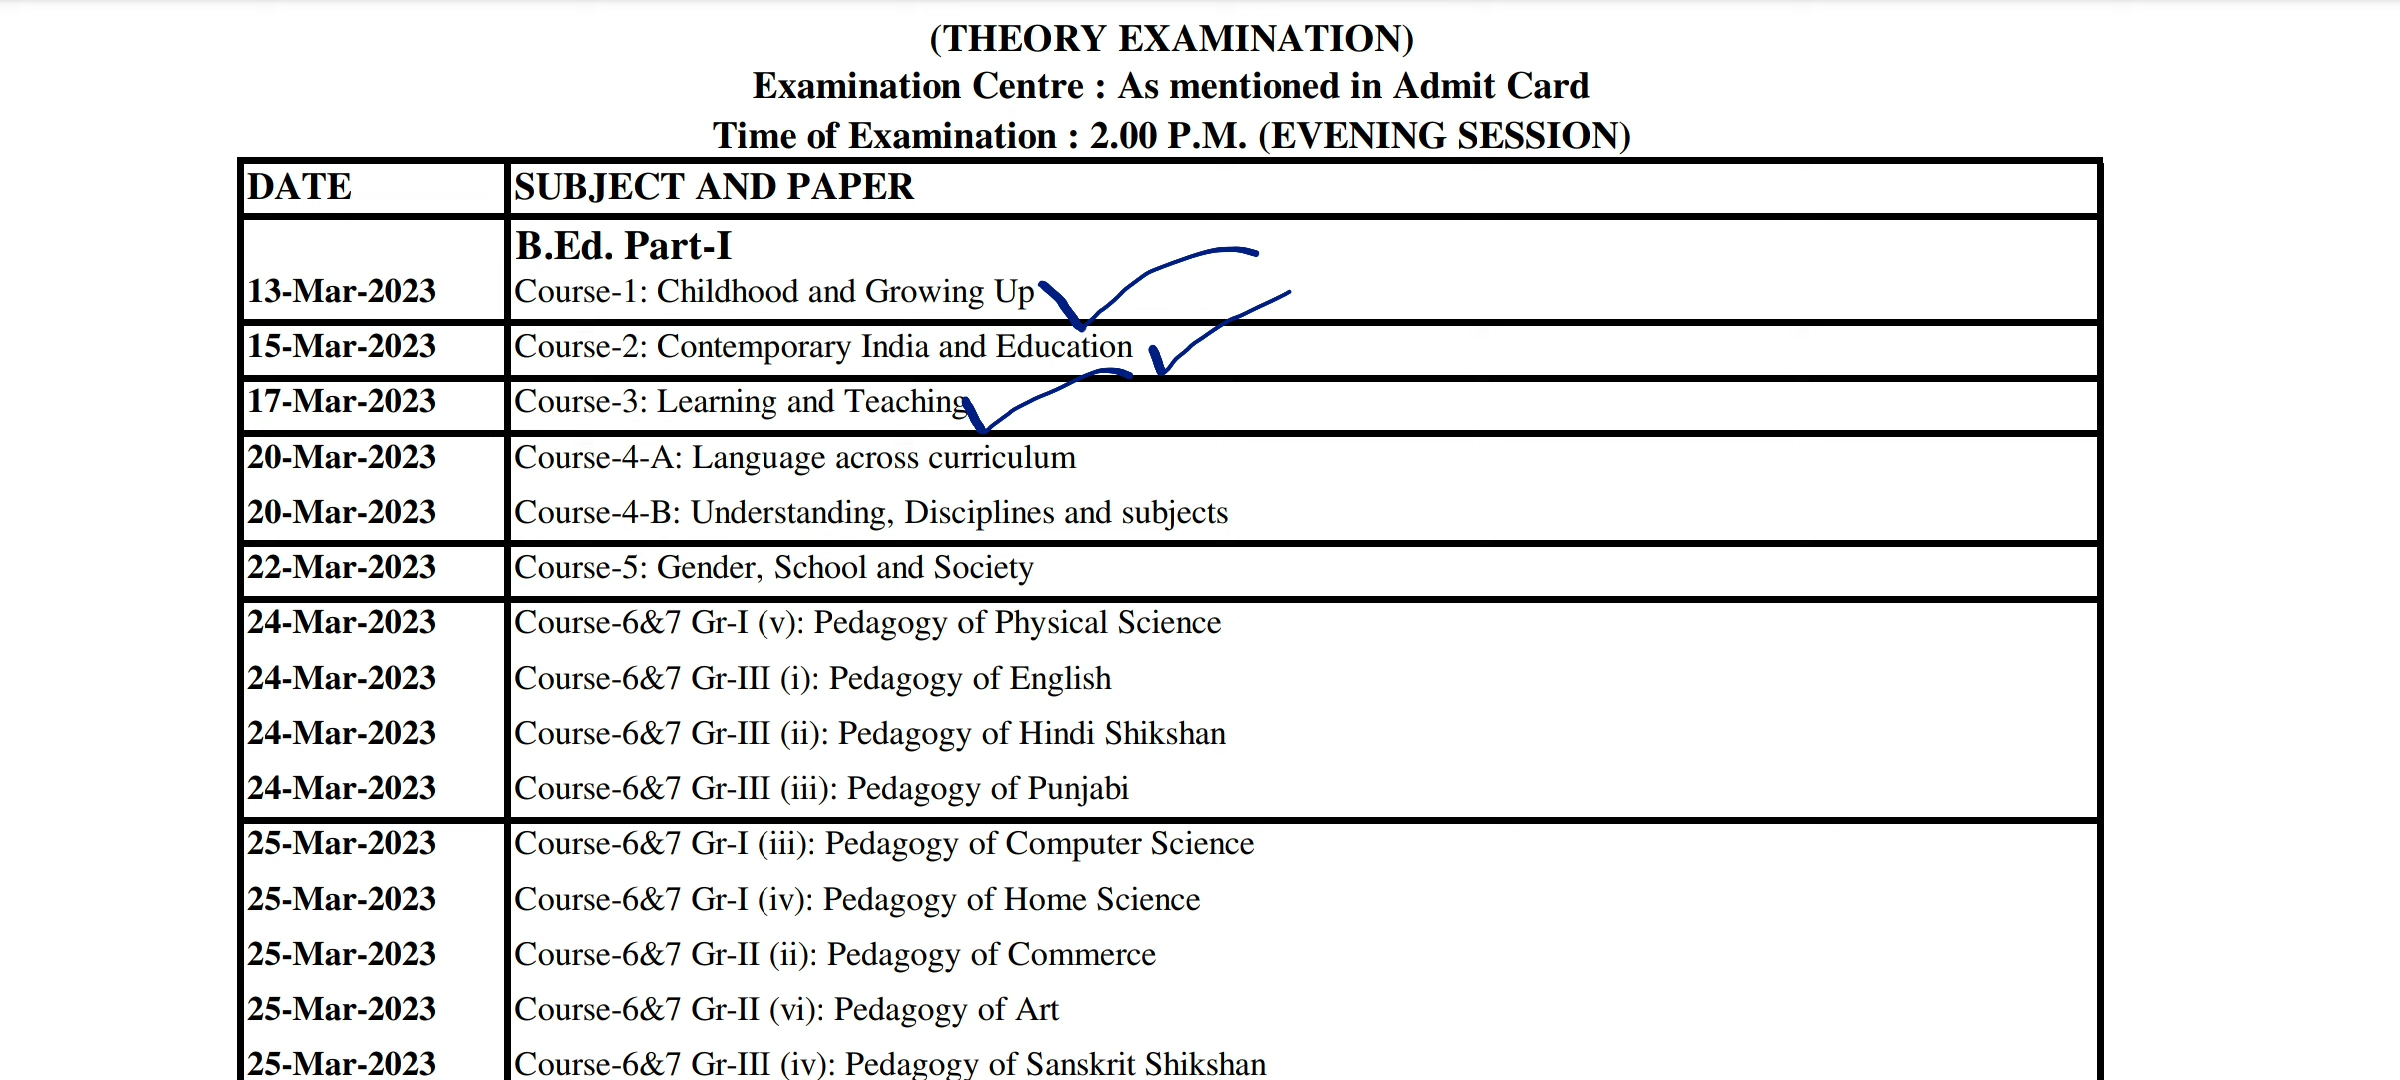 (THEORY EXAMINATION)
Examination Centre : As mentioned in Admit Card
Time of Examination : 2.00 P.M. (EVENING SESSION)
DATE SUBJECT AND PAPER
B.Ed. Part-I
13-Mar-2023 Course-1: Childhood and Growing Up
15-Mar-2023 Course-2: Contemporary India and Education
17-Mar-2023 Course-3: Learning and Teaching
20-Mar-2023 Course-4-A: Language across curriculum
20-Mar-2023 Course-4-B: Understanding, Disciplines and subjects
22-Mar-2023 Course-5: Gender, School and Society
24-Mar-2023 Course-6&7 Gr-I (v): Pedagogy of Physical Science
24-Mar-2023 Course-6&7 Gr-III (i): Pedagogy of English
24-Mar-2023 Course-6&7 Gr-III (ii): Pedagogy of Hindi Shikshan
24-Mar-2023 Course-6&7 Gr-III (iii): Pedagogy of Punjabi
25-Mar-2023 Course-6&7 Gr-I (iii): Pedagogy of Computer Science
25-Mar-2023 Course-6&7 Gr-I (iv): Pedagogy of Home Science
25-Mar-2023 Course-6&7 Gr-II (ii): Pedagogy of Commerce
25-Mar-2023 Course-6&7 Gr-II (vi): Pedagogy of Art
25-Mar-2023 Course-6&7 Gr-III (iv): Pedagogy of Sanskrit Shikshan